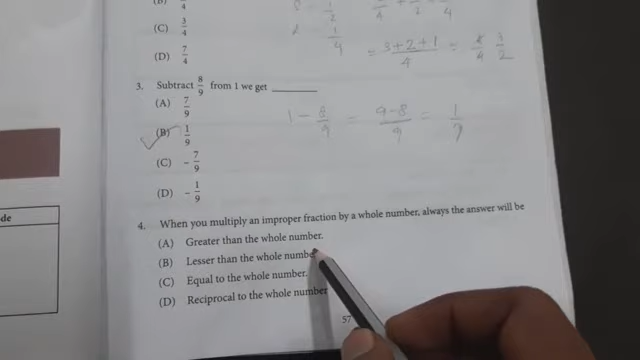 (B) 4
(C) 3/4
(D) 7/4
= 3+2+1/4 = 3/2
3. Subtract 8/9 from 1 we get ________
(A) 7/9
(B) 1/9
(C) - 7/9
(D) - 1/9
1 - 8/9 = 9-8/9 = 1/9
4. When you multiply an improper fraction by a whole number, always the answer will be
(A) Greater than the whole number.
(B) Lesser than the whole
(C) Equal to the whole number.
(D) Reciprocal to the whole number
57